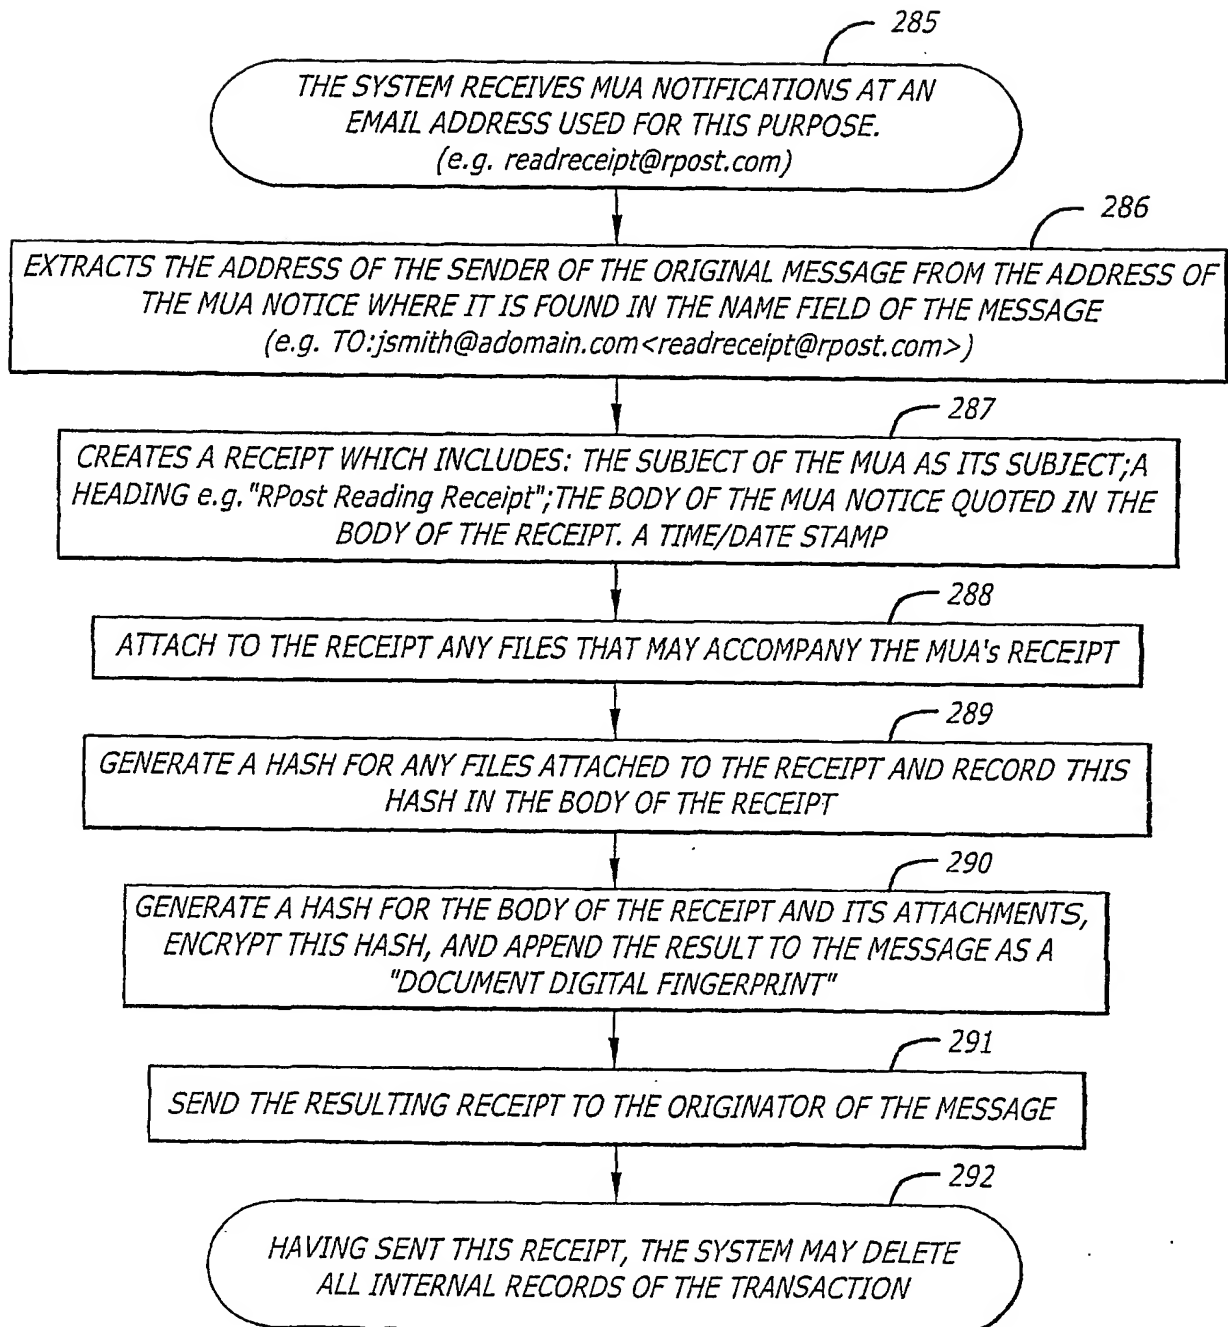 285
THE SYSTEM RECEIVES MUA NOTIFICATIONS AT AN
EMAIL ADDRESS USED FOR THIS PURPOSE.
(e.g. readreceipt@rpost.com)
286
EXTRACTS THE ADDRESS OF THE SENDER OF THE ORIGINAL MESSAGE FROM THE ADDRESS OF
THE MUA NOTICE WHERE IT IS FOUND IN THE NAME FIELD OF THE MESSAGE
(e.g. TO:jsmith@adomain.com<readreceipt@rpost.com>)
287
CREATES A RECEIPT WHICH INCLUDES: THE SUBJECT OF THE MUA AS ITS SUBJECT;A
HEADING e.g."RPost Reading Receipt";THE BODY OF THE MUA NOTICE QUOTED IN THE
BODY OF THE RECEIPT. A TIME/DATE STAMP
288
ATTACH TO THE RECEIPT ANY FILES THAT MAY ACCOMPANY THE MUA's RECEIPT
289
GENERATE A HASH FOR ANY FILES ATTACHED TO THE RECEIPT AND RECORD THIS
HASH IN THE BODY OF THE RECEIPT
290
GENERATE A HASH FOR THE BODY OF THE RECEIPT AND ITS ATTACHMENTS,
ENCRYPT THIS HASH, AND APPEND THE RESULT TO THE MESSAGE AS A
"DOCUMENT DIGITAL FINGERPRINT"
291
SEND THE RESULTING RECEIPT TO THE ORIGINATOR OF THE MESSAGE
292
HAVING SENT THIS RECEIPT, THE SYSTEM MAY DELETE
ALL INTERNAL RECORDS OF THE TRANSACTION